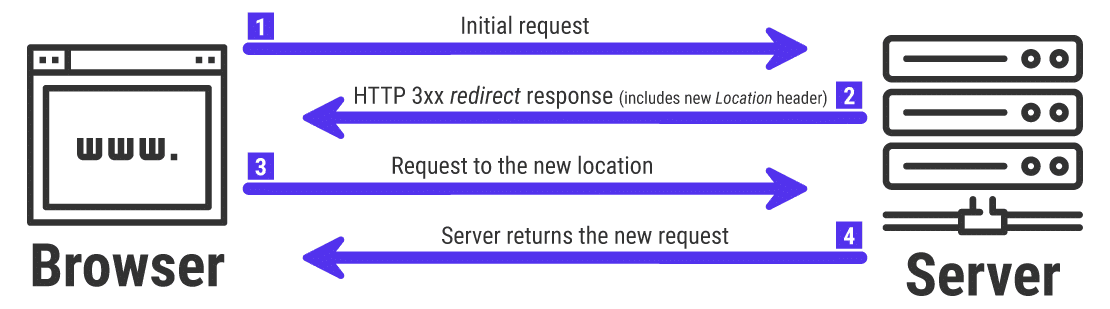 1 Initial request
HTTP 3xx redirect response (includes new Location header) 2
www.
3 Request to the new location
Server returns the new request 4
Browser
Server